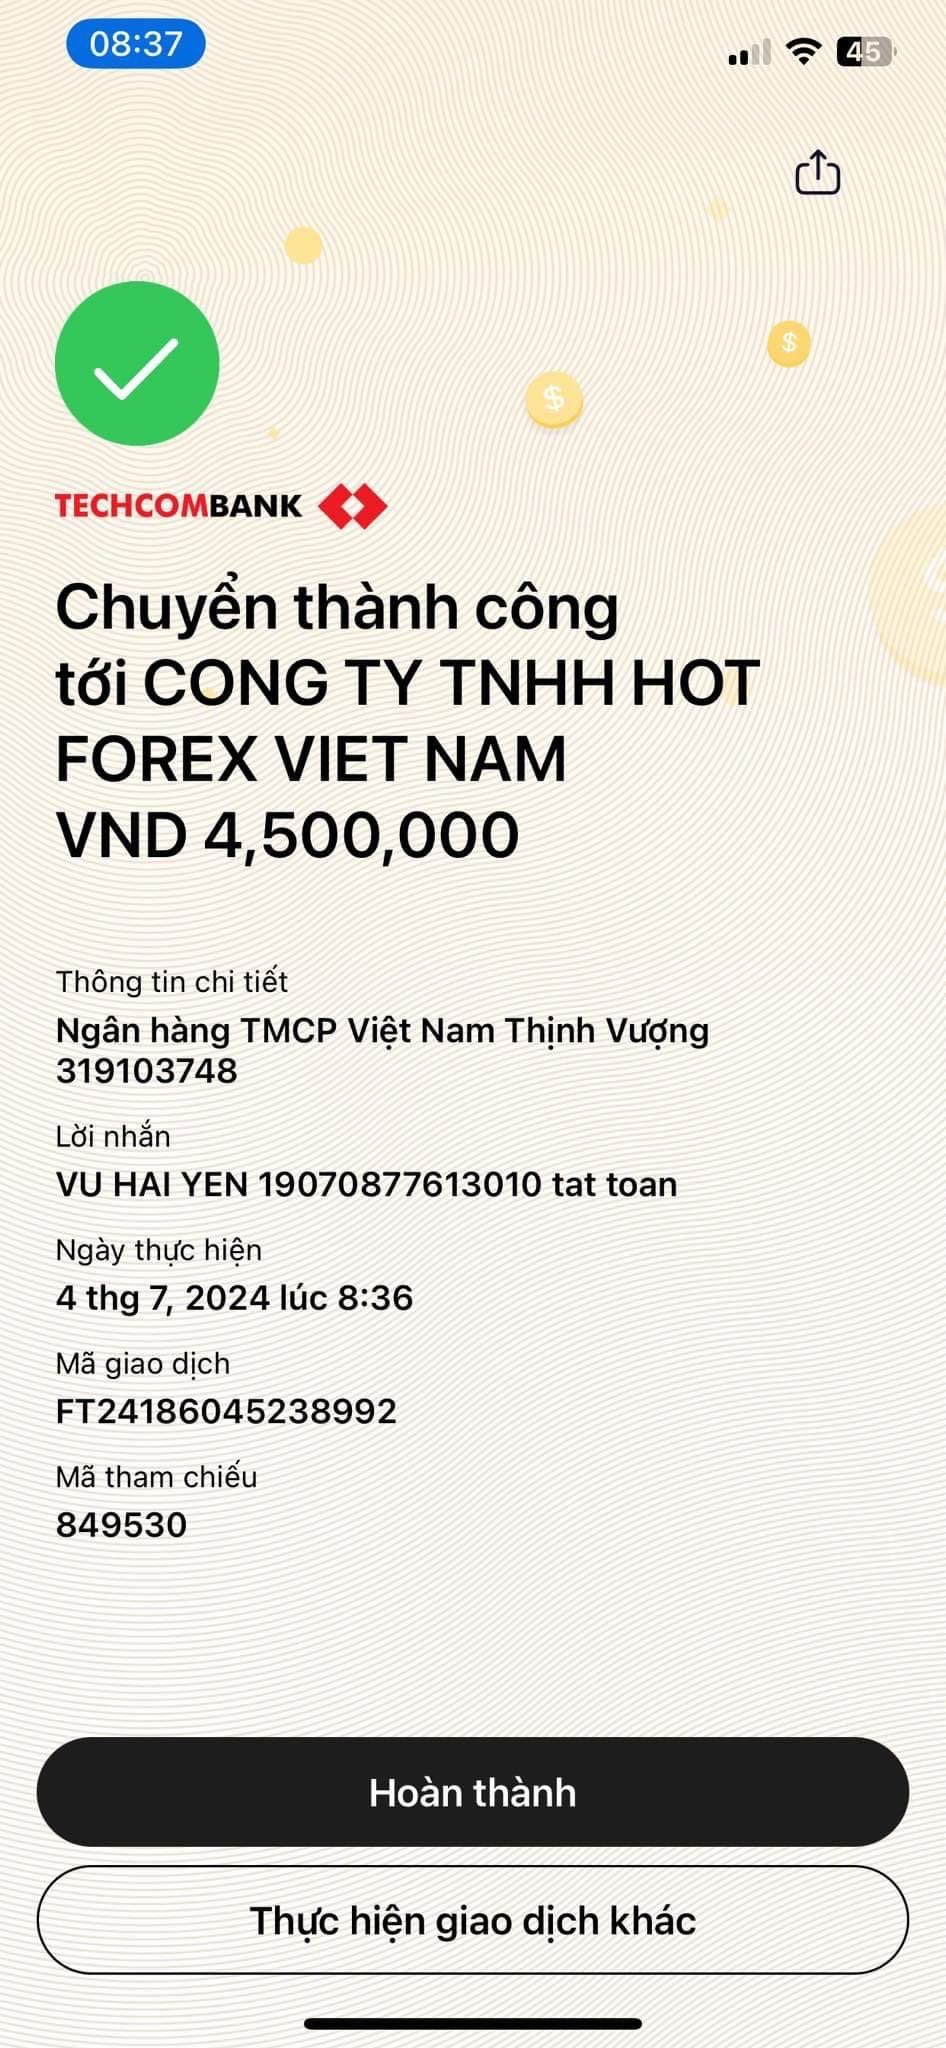 08:37
45
TECHCOMBANK
Chuyển thành công
tới CONG TY TNHH HOT
FOREX VIET NAM
VND 4,500,000
Thông tin chi tiết
Ngân hàng TMCP Việt Nam Thịnh Vượng
319103748
Lời nhắn
VU HAI YEN 19070877613010 tat toan
Ngày thực hiện
4 thg 7, 2024 lúc 8:36
Mã giao dịch
FT24186045238992
Mã tham chiếu
849530
Hoàn thành
Thực hiện giao dịch khác